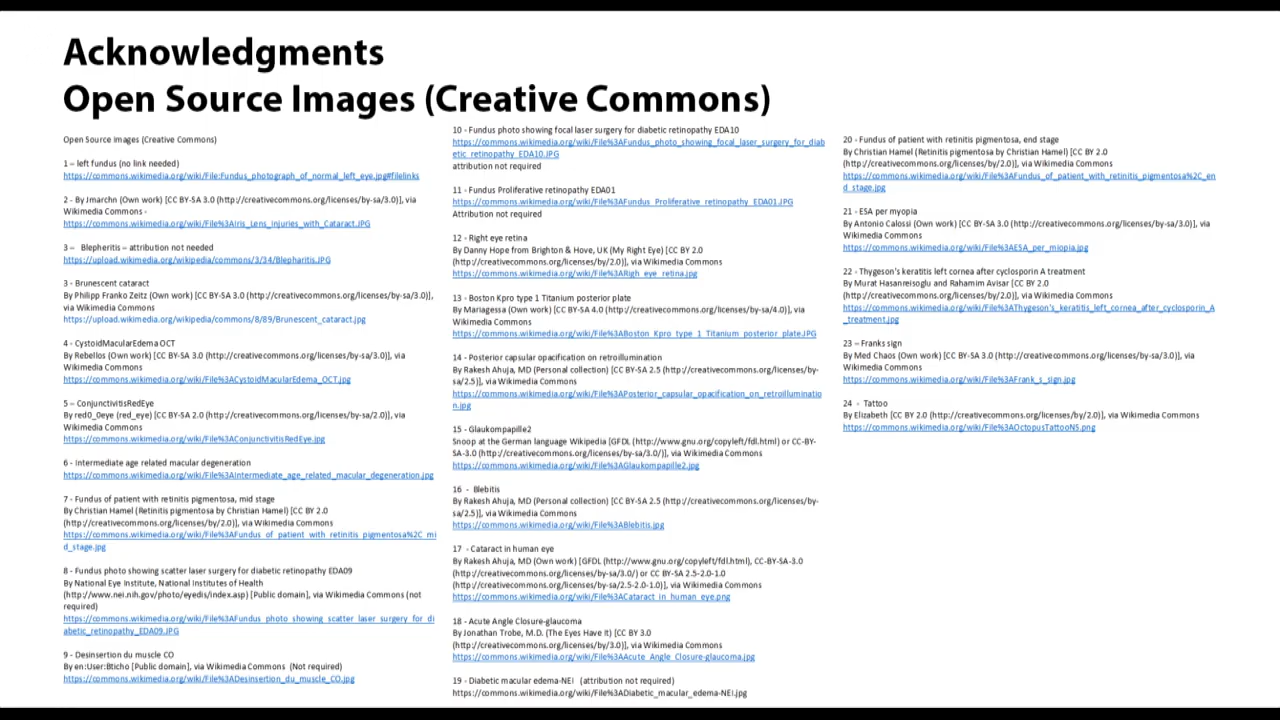 Acknowledgments
Open Source Images (Creative Commons)
Open Source images (Creative Commons)
1 = left fundus (no link needed)
https://commons.wikimedia.org/wiki/File:Fundus_photograph_of_normal_left_eye.jpg#filelinks
2 - By Jmarchn (Own work) [CC BY-SA 3.0 (http://creativecommons.org/licenses/by-sa/3.0)], via
Wikimedia Commons -
https://commons.wikimedia.org/wiki/File%3AIris_Lens_Injuries_with_Cataract.JPG
3 = Blepheritis = attribution not needed
https://upload.wikimedia.org/wikipedia/commons/3/34/Blepharitis.JPG
3 - Brunescent cataract
By Philipp Franko Zeitz (Own work) [CC BY-SA 3.0 (http://creativecommons.org/licenses/by-sa/3.0)],
via Wikimedia Commons
https://upload.wikimedia.org/wikipedia/commons/8/89/Brunescent_cataract.jpg
4 - CystoidMacularEdema OCT
By Rebellos (Own work) [CC BY-SA 3.0 (http://creativecommons.org/licenses/by-sa/3.0)], via
Wikimedia Commons
https://commons.wikimedia.org/wiki/File%3ACystoidMacularEdema_OCT.jpg
5 = ConjunctivitisRedEye
By red0_0eye (red_eye) [CC BY-SA 2.0 (http://creativecommons.org/licenses/by-sa/2.0)], via
Wikimedia Commons
https://commons.wikimedia.org/wiki/File%3AConjunctivitisRedEye.jpg
6 - Intermediate age related macular degeneration
https://commons.wikimedia.org/wiki/File%3AIntermediate_age_related_macular_degeneration.jpg
7 - Fundus of patient with retinitis pigmentosa, mid stage
By Christian Hamel (Retinitis pigmentosa by Christian Hamel) [CC BY 2.0
(http://creativecommons.org/licenses/by/2.0)], via Wikimedia Commons
https://commons.wikimedia.org/wiki/File%3AFundus_of_patient_with_retinitis_pigmentosa%2C_mi
d_stage.jpg
8 - Fundus photo showing scatter laser surgery for diabetic retinopathy EDA09
By National Eye Institute, National Institutes of Health
(http://www.nei.nih.gov/photo/eyedis/index.asp) [Public domain], via Wikimedia Commons (not
required)
https://commons.wikimedia.org/wiki/File%3AFundus_photo_showing_scatter_laser_surgery_for_di
abetic_retinopathy_EDA09.JPG
9 - Desinsertion du muscle CO
By en:User:Bticho [Public domain], via Wikimedia Commons (Not required)
https://commons.wikimedia.org/wiki/File%3ADesinsertion_du_muscle_CO.jpg
10 - Fundus photo showing focal laser surgery for diabetic retinopathy EDA10
https://commons.wikimedia.org/wiki/File%3AFundus_photo_showing_focal_laser_surgery_for_diab
etic_retinopathy_EDA10.JPG
attribution not required
11 - Fundus Proliferative retinopathy EDA01
https://commons.wikimedia.org/wiki/File%3AFundus_Proliferative_retinopathy_EDA01.JPG
Attribution not required
12 - Right eye retina
By Danny Hope from Brighton & Hove, UK (My Right Eye) [CC BY 2.0
(http://creativecommons.org/licenses/by/2.0)], via Wikimedia Commons
https://commons.wikimedia.org/wiki/File%3ARigh_eye_retina.jpg
13 - Boston Kpro type 1 Titanium posterior plate
By Mariagessa (Own work) [CC BY-SA 4.0 (http://creativecommons.org/licenses/by-sa/4.0)], via
Wikimedia Commons
https://commons.wikimedia.org/wiki/File%3ABoston_Kpro_type_1_Titanium_posterior_plate.JPG
14 - Posterior capsular opacification on retroillumination
By Rakesh Ahuja, MD (Personal collection) [CC BY-SA 2.5 (http://creativecommons.org/licenses/by-
sa/2.5)], via Wikimedia Commons
https://commons.wikimedia.org/wiki/File%3APosterior_capsular_opacification_on_retroilluminatio
n.jpg
15 - Glaukompapille2
Snoop at the German language Wikipedia [GFDL (http://www.gnu.org/copyleft/fdl.html) or CC-BY-
SA-3.0 (http://creativecommons.org/licenses/by-sa/3.0/)], via Wikimedia Commons
https://commons.wikimedia.org/wiki/File%3AGlaukompapille2.jpg
16 - Blebitis
By Rakesh Ahuja, MD (Personal collection) [CC BY-SA 2.5 (http://creativecommons.org/licenses/by-
sa/2.5)], via Wikimedia Commons
https://commons.wikimedia.org/wiki/File%3ABlebitis.jpg
17 - Cataract in human eye
By Rakesh Ahuja, MD (Own work) [GFDL (http://www.gnu.org/copyleft/fdl.html), CC-BY-SA-3.0
(http://creativecommons.org/licenses/by-sa/3.0/) or CC BY-SA 2.5-2.0-1.0
(http://creativecommons.org/licenses/by-sa/2.5-2.0-1.0)], via Wikimedia Commons
https://commons.wikimedia.org/wiki/File%3ACataract_in_human_eye.png
18 - Acute Angle Closure-glaucoma
By Jonathan Trobe, M.D. (The Eyes Have It) [CC BY 3.0
(http://creativecommons.org/licenses/by/3.0)], via Wikimedia Commons
https://commons.wikimedia.org/wiki/File%3AAcute_Angle_Closure-glaucoma.jpg
19 - Diabetic macular edema-NEI (attribution not required)
https://commons.wikimedia.org/wiki/File%3ADiabetic_macular_edema-NEI.jpg
20 - Fundus of patient with retinitis pigmentosa, end stage
By Christian Hamel (Retinitis pigmentosa by Christian Hamel) [CC BY 2.0
(http://creativecommons.org/licenses/by/2.0)], via Wikimedia Commons
https://commons.wikimedia.org/wiki/File%3AFundus_of_patient_with_retinitis_pigmentosa%2C_en
d_stage.jpg
21 - ESA per myopia
By Antonio Calossi (Own work) [CC BY-SA 3.0 (http://creativecommons.org/licenses/by-sa/3.0)], via
Wikimedia Commons
https://commons.wikimedia.org/wiki/File%3AESA_per_miopia.jpg
22 - Thygeson's keratitis left cornea after cyclosporin A treatment
By Murat Hasanreisoglu and Rahamim Avisar [CC BY 2.0
(http://creativecommons.org/licenses/by/2.0)], via Wikimedia Commons
https://commons.wikimedia.org/wiki/File%3AThygeson's_keratitis_left_cornea_after_cyclosporin_A
_treatment.jpg
23 = Franks sign
By Med Chaos (Own work) [CC BY-SA 3.0 (http://creativecommons.org/licenses/by-sa/3.0)], via
Wikimedia Commons
https://commons.wikimedia.org/wiki/File%3AFrank_s_sign.jpg
24 - Tattoo
By Elizabeth [CC BY 2.0 (http://creativecommons.org/licenses/by/2.0)], via Wikimedia Commons
https://commons.wikimedia.org/wiki/File%3AOctopusTattooNS.png